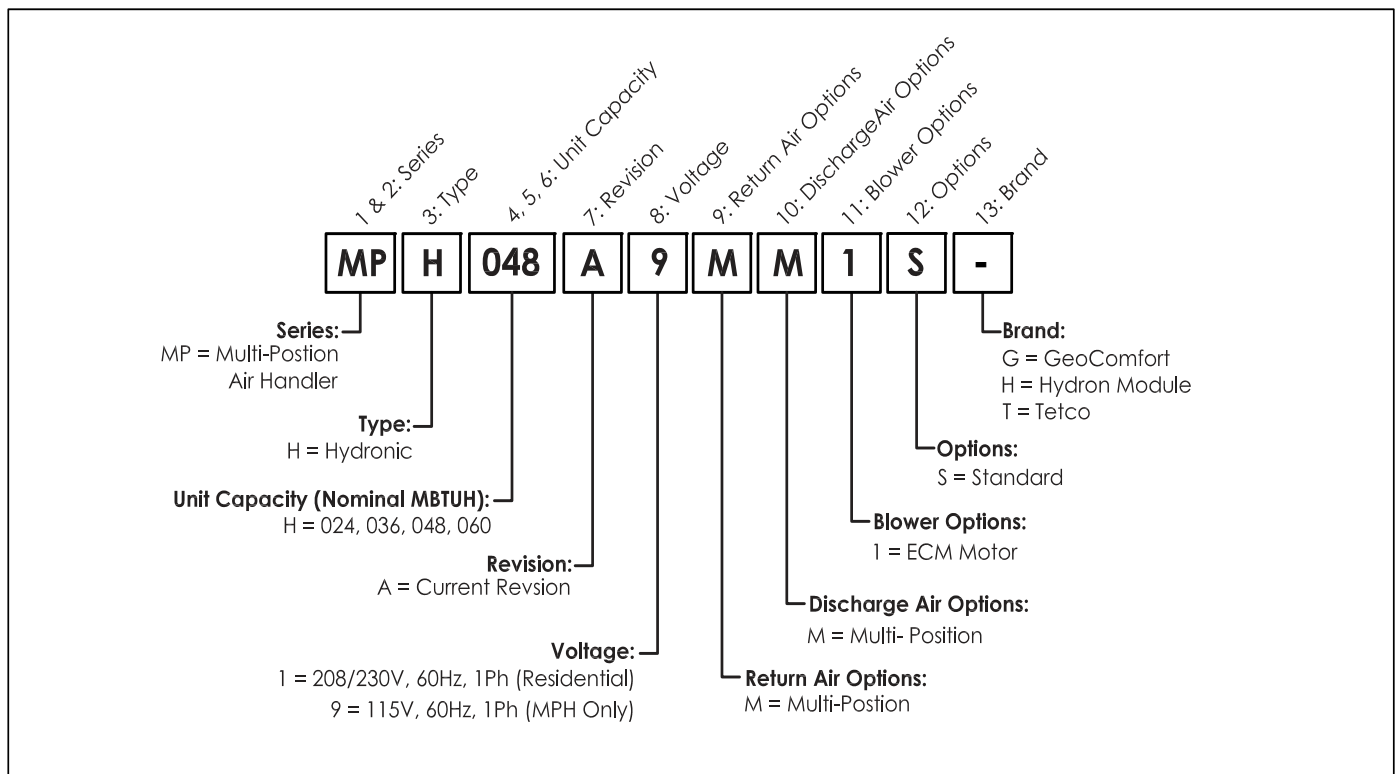 1 & 2: Series
3: Type
4, 5, 6: Unit Capacity
7: Revision
8: Voltage
9: Return Air Options
10: DischargeAir Options
11: Blower Options
12: Options
13: Brand
MP H 048 A 9 M M 1 S -
Series:
MP = Multi-Postion
Air Handler
Type:
H = Hydronic
Unit Capacity (Nominal MBTUH):
H = 024, 036, 048, 060
Revision:
A = Current Revsion
Voltage:
1 = 208/230V, 60Hz, 1Ph (Residential)
9 = 115V, 60Hz, 1Ph (MPH Only)
Brand:
G = GeoComfort
H = Hydron Module
T = Tetco
Options:
S = Standard
Blower Options:
1 = ECM Motor
Discharge Air Options:
M = Multi- Position
Return Air Options:
M = Multi-Postion